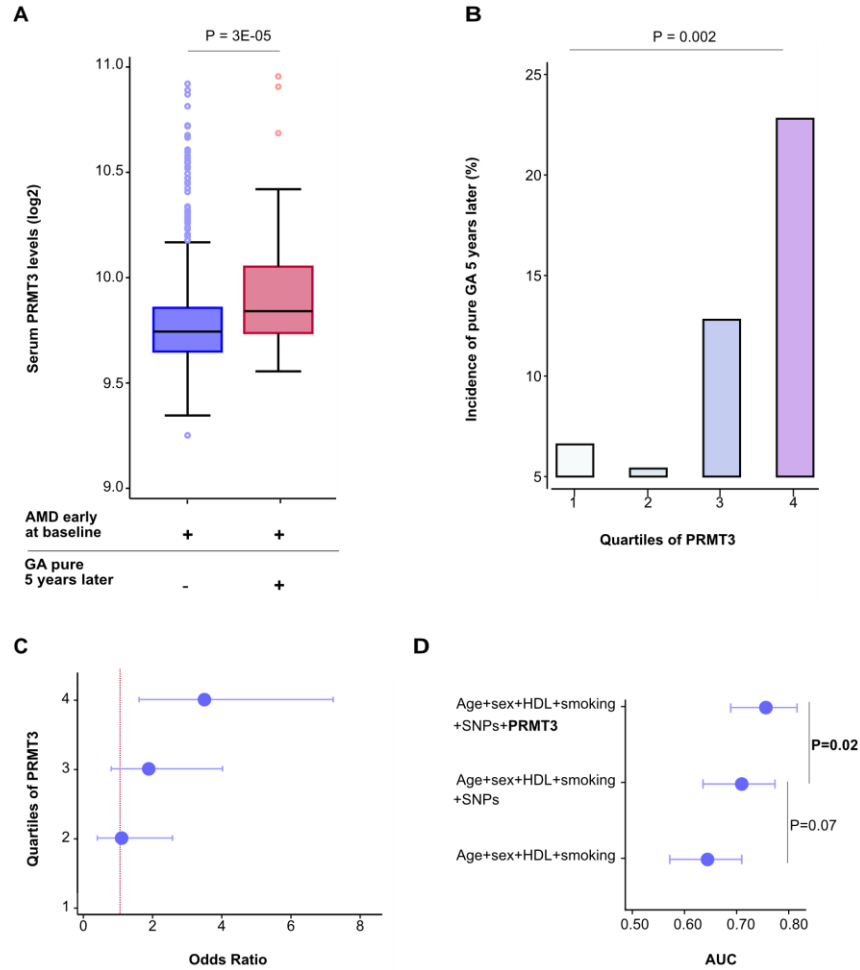 A
P = 3E-05
Serum PRMT3 levels (log2)
11.0
10.5
10.0
9.5
9.0
AMD early
at baseline
+ +
GA pure
5 years later
- +
B
P = 0.002
Incidence of pure GA 5 years later (%)
25
20
15
10
5
1 2 3 4
Quartiles of PRMT3
C
Quartiles of PRMT3
4
3
2
1
0 2 4 6 8
Odds Ratio
D
Age+sex+HDL+smoking
+SNPs+PRMT3
P=0.02
Age+sex+HDL+smoking
+SNPs
P=0.07
Age+sex+HDL+smoking
0.50 0.60 0.70 0.80
AUC